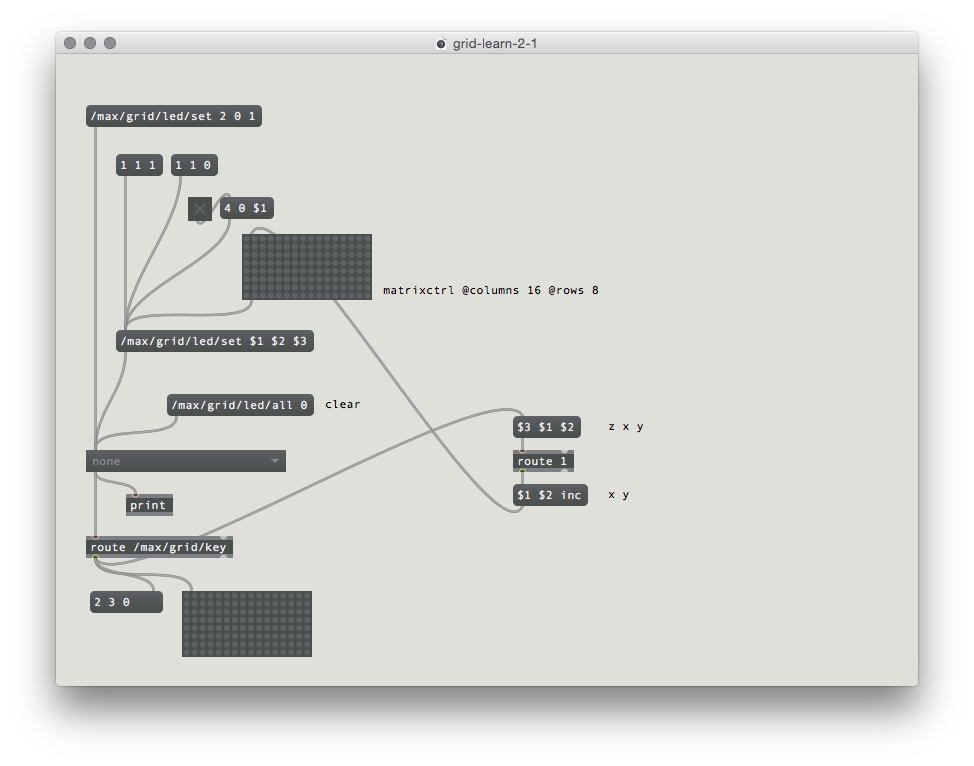 grid-learn-2-1
/max/grid/led/set 2 0 1
1 1 1
1 1 0
4 0 $1
matrixctrl @columns 16 @rows 8
/max/grid/led/set $1 $2 $3
/max/grid/led/all 0
clear
$3 $1 $2
z x y
none
route 1
$1 $2 inc
x y
print
route /max/grid/key
2 3 0